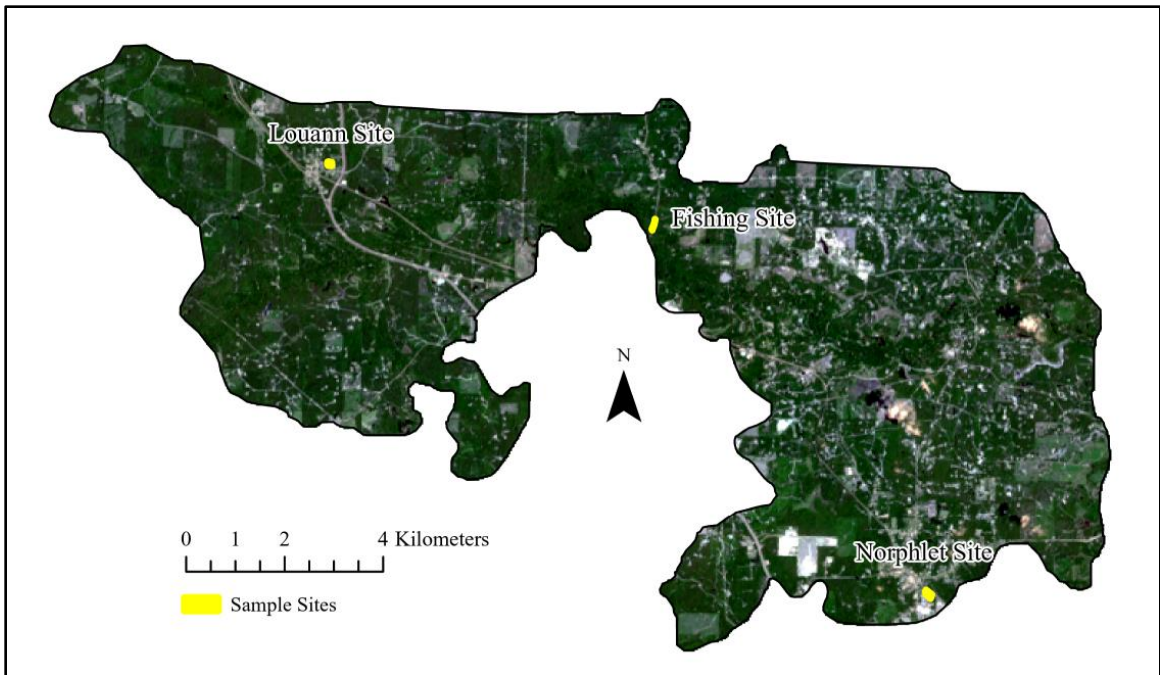 Louann Site
Fishing Site
N
Norphlet Site
0 1 2 4 Kilometers
Sample Sites